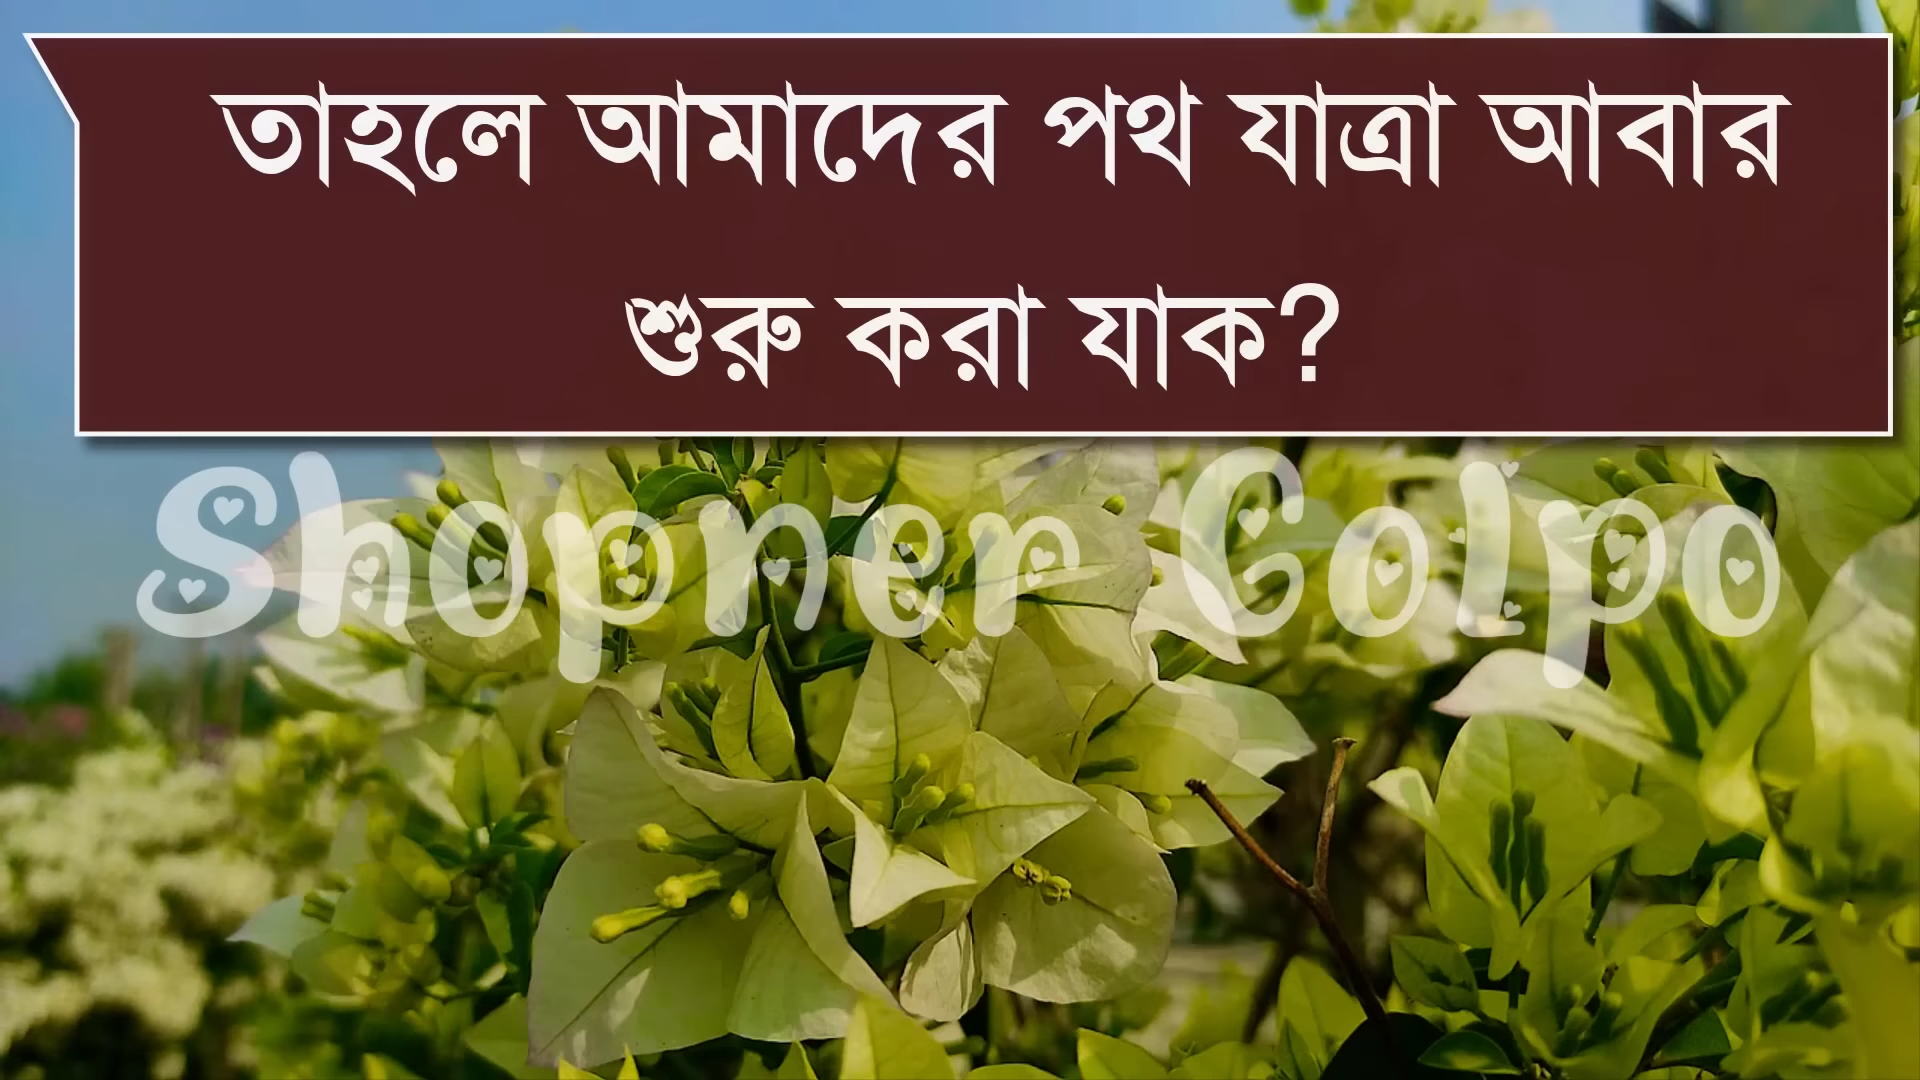 তাহলে আমাদের পথ যাত্রা আবার
শুরু করা যাক?
Shopner Golpo